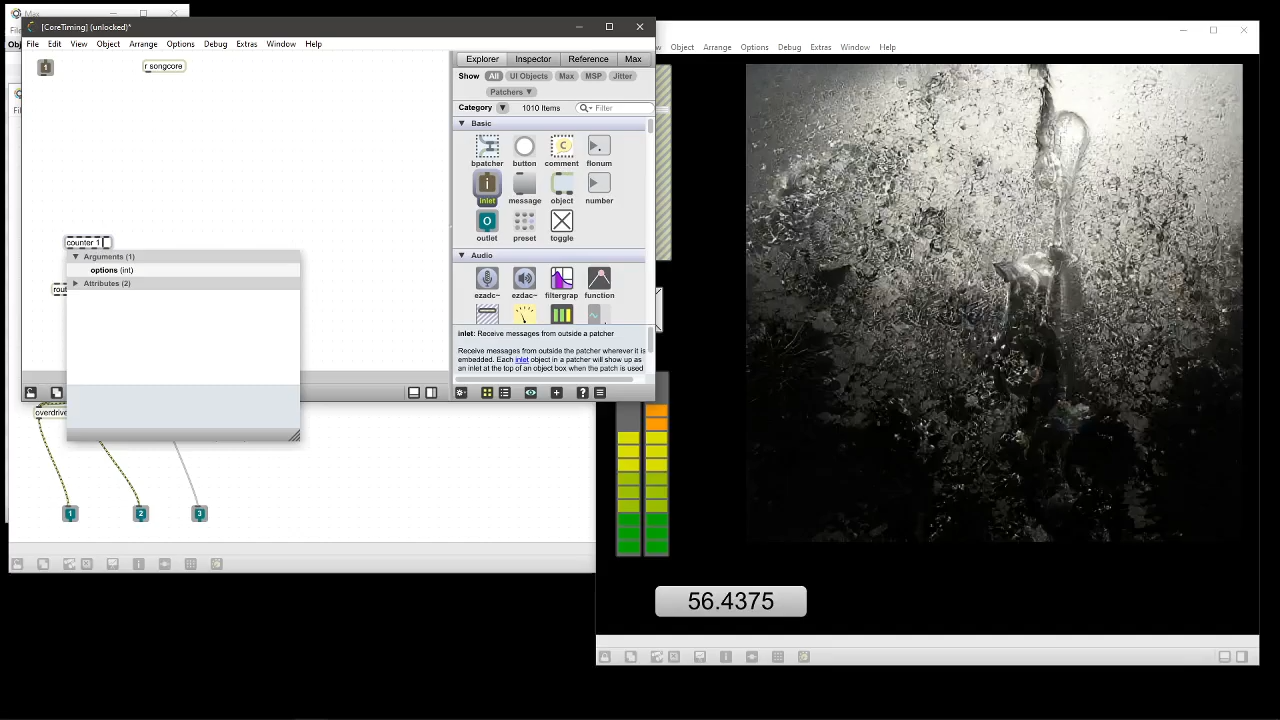 Max
[CoreTiming] (unlocked)*
File Edit View Object Arrange Options Debug Extras Window Help
Object Arrange Options Debug Extras Window Help
1
r songcore
Explorer Inspector Reference Max
Show All UI Objects Max MSP Jitter
Patchers ▼
Category ▼ 1010 Items Filter
Basic
bpatcher button comment flonum
inlet message object number
outlet preset toggle
Audio
ezadc~ ezdac~ filtergrap function
inlet: Receive messages from outside a patcher
Receive messages from outside the patcher wherever it is
embedded. Each inlet object in a patcher will show up as
an inlet at the top of an object box when the patch is used
counter 1
Arguments (1)
options (int)
Attributes (2)
rout
overdrive
1 2 3
56.4375